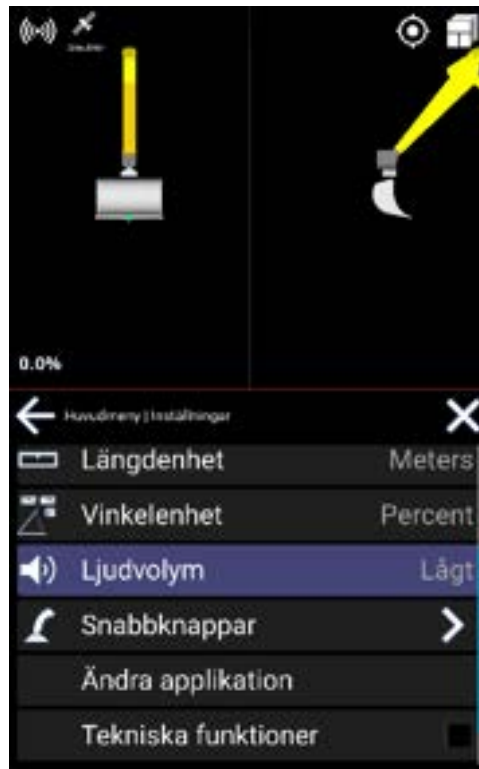 0.0%
Huvudmeny | Inställningar
Längdenhet Meters
Vinkelenhet Percent
Ljudvolym Lågt
Snabbknappar
Ändra applikation
Tekniska funktioner